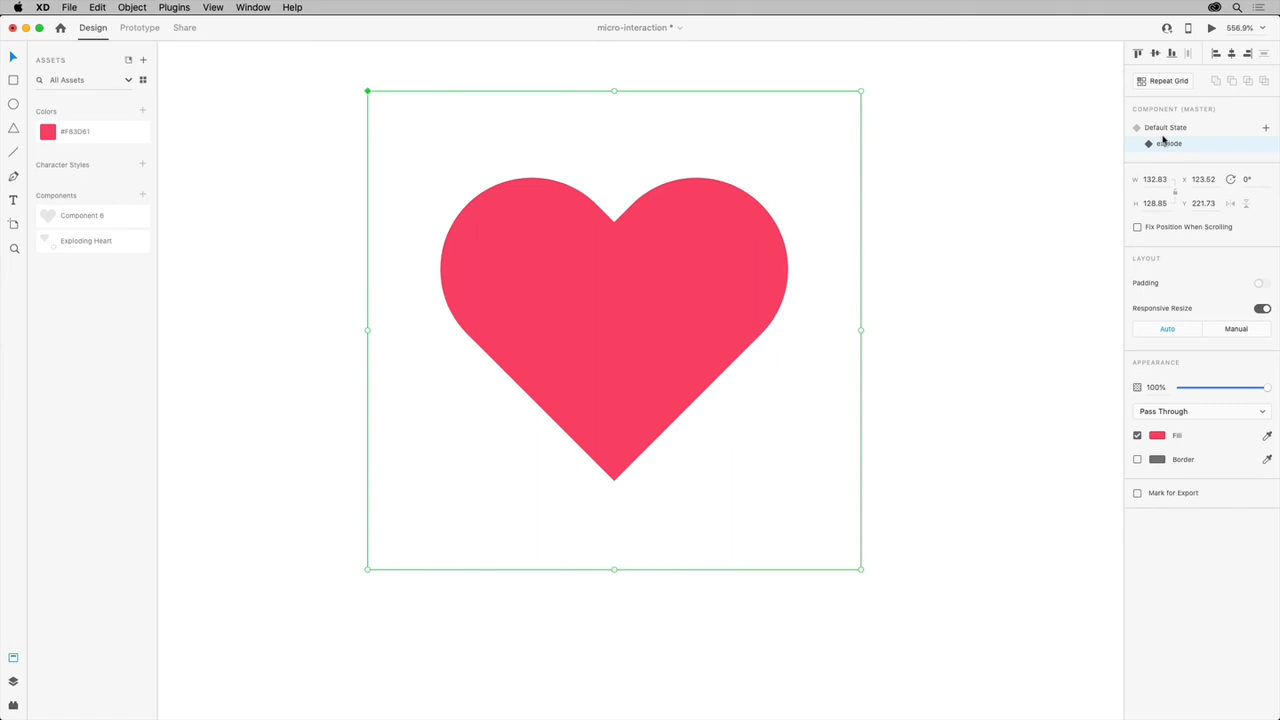 XD File Edit Object Plugins View Window Help
Design Prototype Share micro-interaction * 556.9%
ASSETS
All Assets
Colors
#F83D61
Character Styles
Components
Component 6
Exploding Heart
Repeat Grid
COMPONENT (MASTER)
Default State
explode
W 132.83 X 123.52 0°
H 128.85 Y 221.73
Fix Position When Scrolling
LAYOUT
Padding
Responsive Resize
Auto Manual
APPEARANCE
100%
Pass Through
Fill
Border
Mark for Export